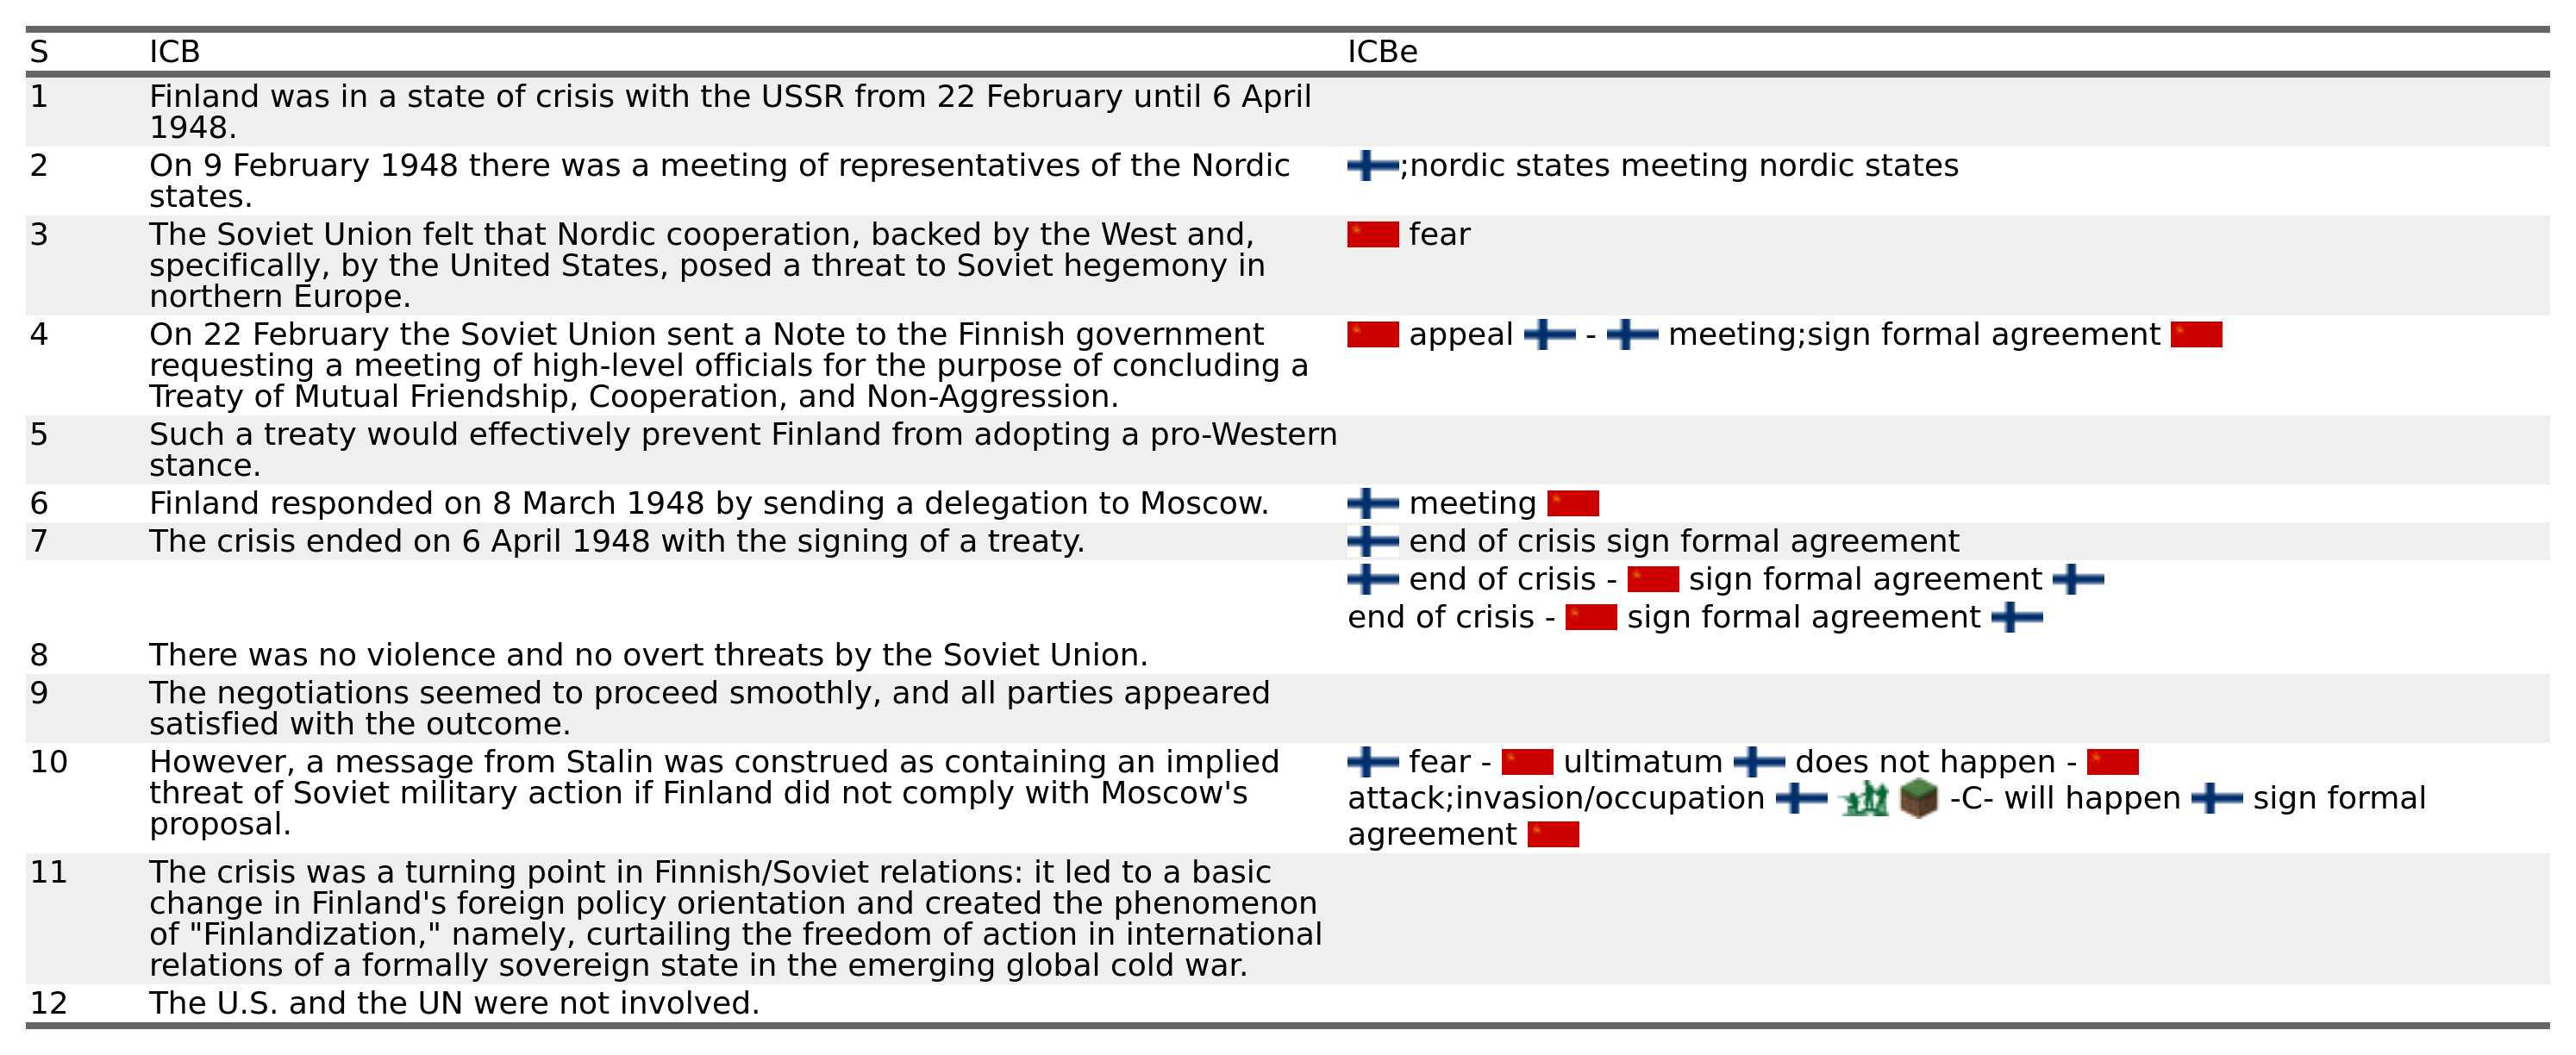 S ICB ICBe
1 Finland was in a state of crisis with the USSR from 22 February until 6 April
1948.
2 On 9 February 1948 there was a meeting of representatives of the Nordic ;nordic states meeting nordic states
states.
3 The Soviet Union felt that Nordic cooperation, backed by the West and, fear
specifically, by the United States, posed a threat to Soviet hegemony in
northern Europe.
4 On 22 February the Soviet Union sent a Note to the Finnish government appeal - meeting;sign formal agreement
requesting a meeting of high-level officials for the purpose of concluding a
Treaty of Mutual Friendship, Cooperation, and Non-Aggression.
5 Such a treaty would effectively prevent Finland from adopting a pro-Western
stance.
6 Finland responded on 8 March 1948 by sending a delegation to Moscow. meeting
7 The crisis ended on 6 April 1948 with the signing of a treaty. end of crisis sign formal agreement
end of crisis - sign formal agreement
end of crisis - sign formal agreement
8 There was no violence and no overt threats by the Soviet Union.
9 The negotiations seemed to proceed smoothly, and all parties appeared
satisfied with the outcome.
10 However, a message from Stalin was construed as containing an implied fear - ultimatum does not happen -
threat of Soviet military action if Finland did not comply with Moscow's attack;invasion/occupation -C- will happen sign formal
proposal. agreement
11 The crisis was a turning point in Finnish/Soviet relations: it led to a basic
change in Finland's foreign policy orientation and created the phenomenon
of "Finlandization," namely, curtailing the freedom of action in international
relations of a formally sovereign state in the emerging global cold war.
12 The U.S. and the UN were not involved.